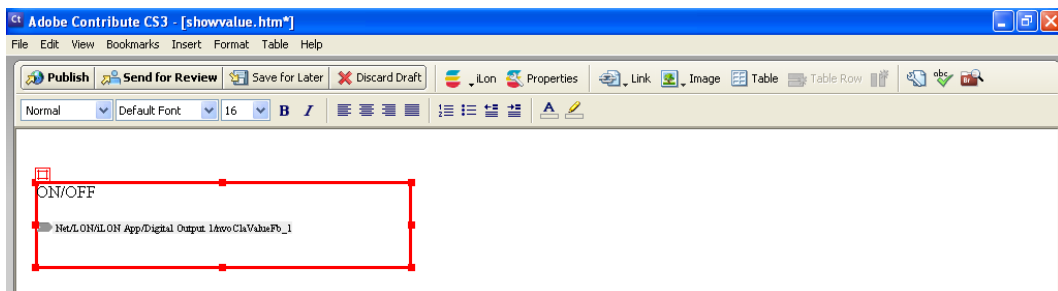 Ct Adobe Contribute CS3 - [showvalue.htm*]
File Edit View Bookmarks Insert Format Table Help
Publish Send for Review Save for Later Discard Draft iLon Properties Link Image Table Table Row abc
Normal Default Font 16 B I A
ON/OFF
Net/LON/iLON App/Digital Output 1/nvoClaValueFb_1